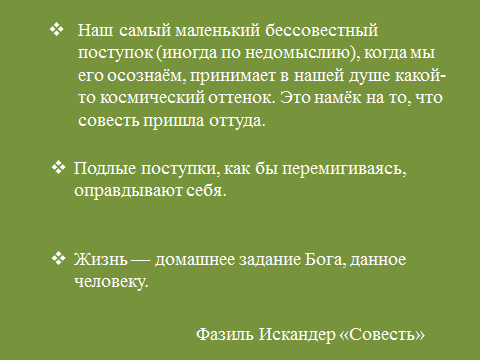 ❖ Наш самый маленький бессовестный
поступок (иногда по недомыслию), когда мы
его осознаём, принимает в нашей душе какой-
то космический оттенок. Это намёк на то, что
совесть пришла оттуда.
❖ Подлые поступки, как бы перемигиваясь,
оправдывают себя.
❖ Жизнь — домашнее задание Бога, данное
человеку.
Фазиль Искандер «Совесть»